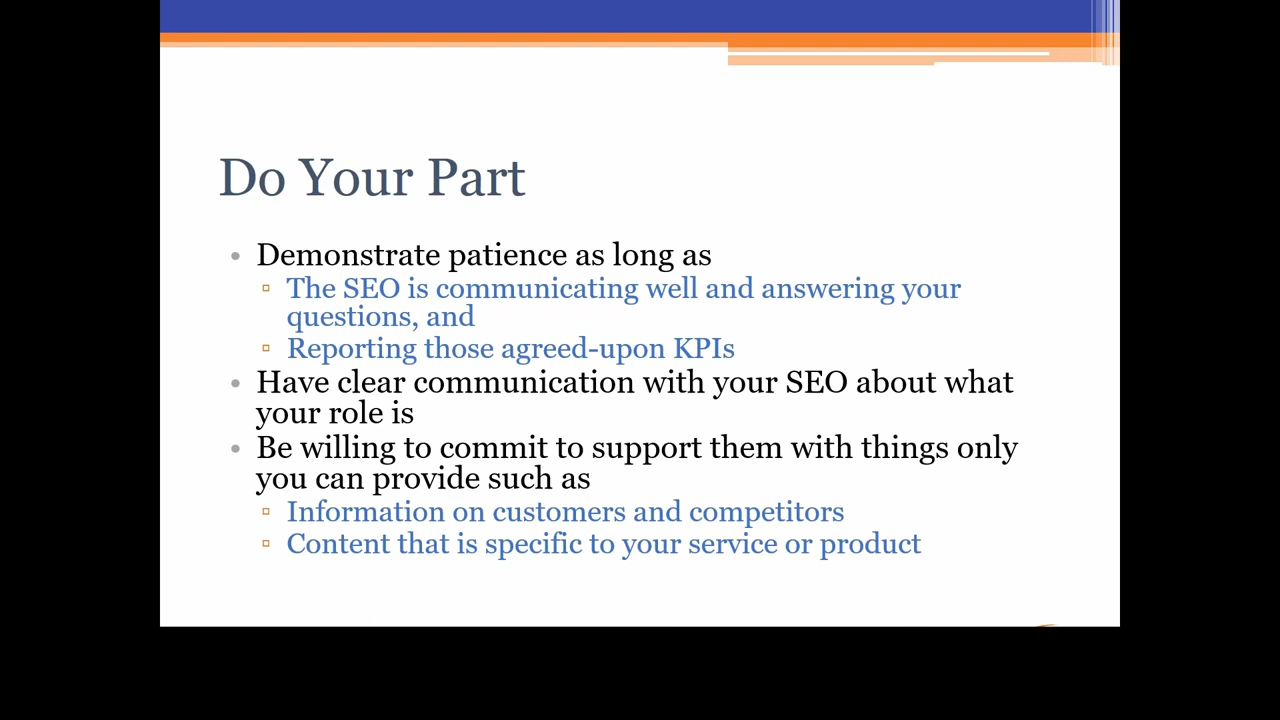 Do Your Part
• Demonstrate patience as long as
▫ The SEO is communicating well and answering your
questions, and
▫ Reporting those agreed-upon KPIs
• Have clear communication with your SEO about what
your role is
• Be willing to commit to support them with things only
you can provide such as
▫ Information on customers and competitors
▫ Content that is specific to your service or product